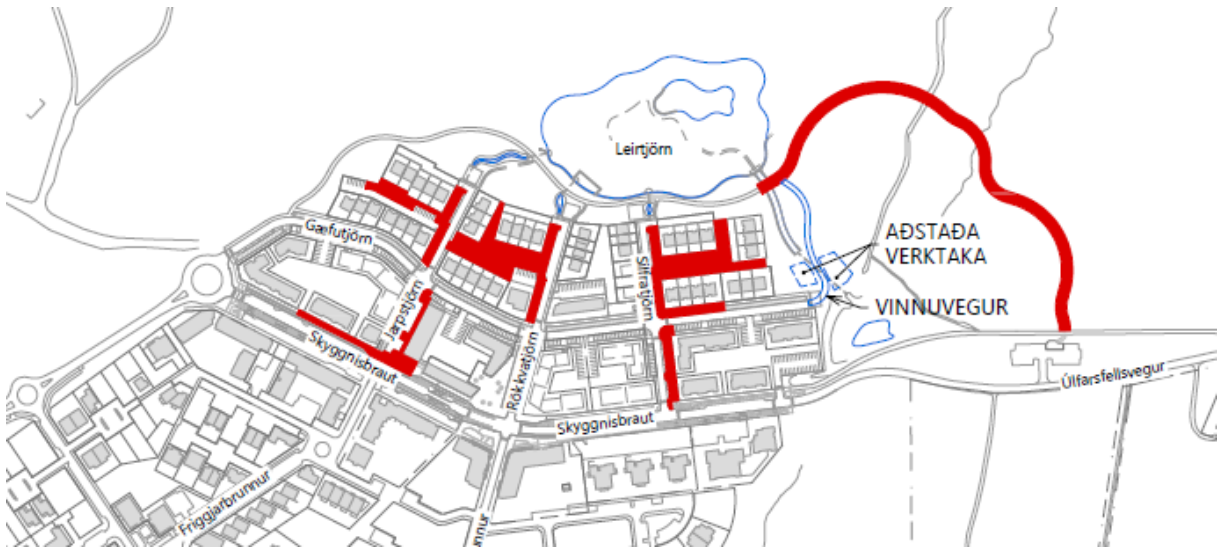 Leirtjörn
Gæfutjörn
AÐSTAÐA
VERKTAKA
Silfratjörn
Jarpstjörn
VINNUVEGUR
Skyggnisbraut
Rökkvatjörn
Úlfarsfellsvegur
Skyggnisbraut
Friggjarbrunnur